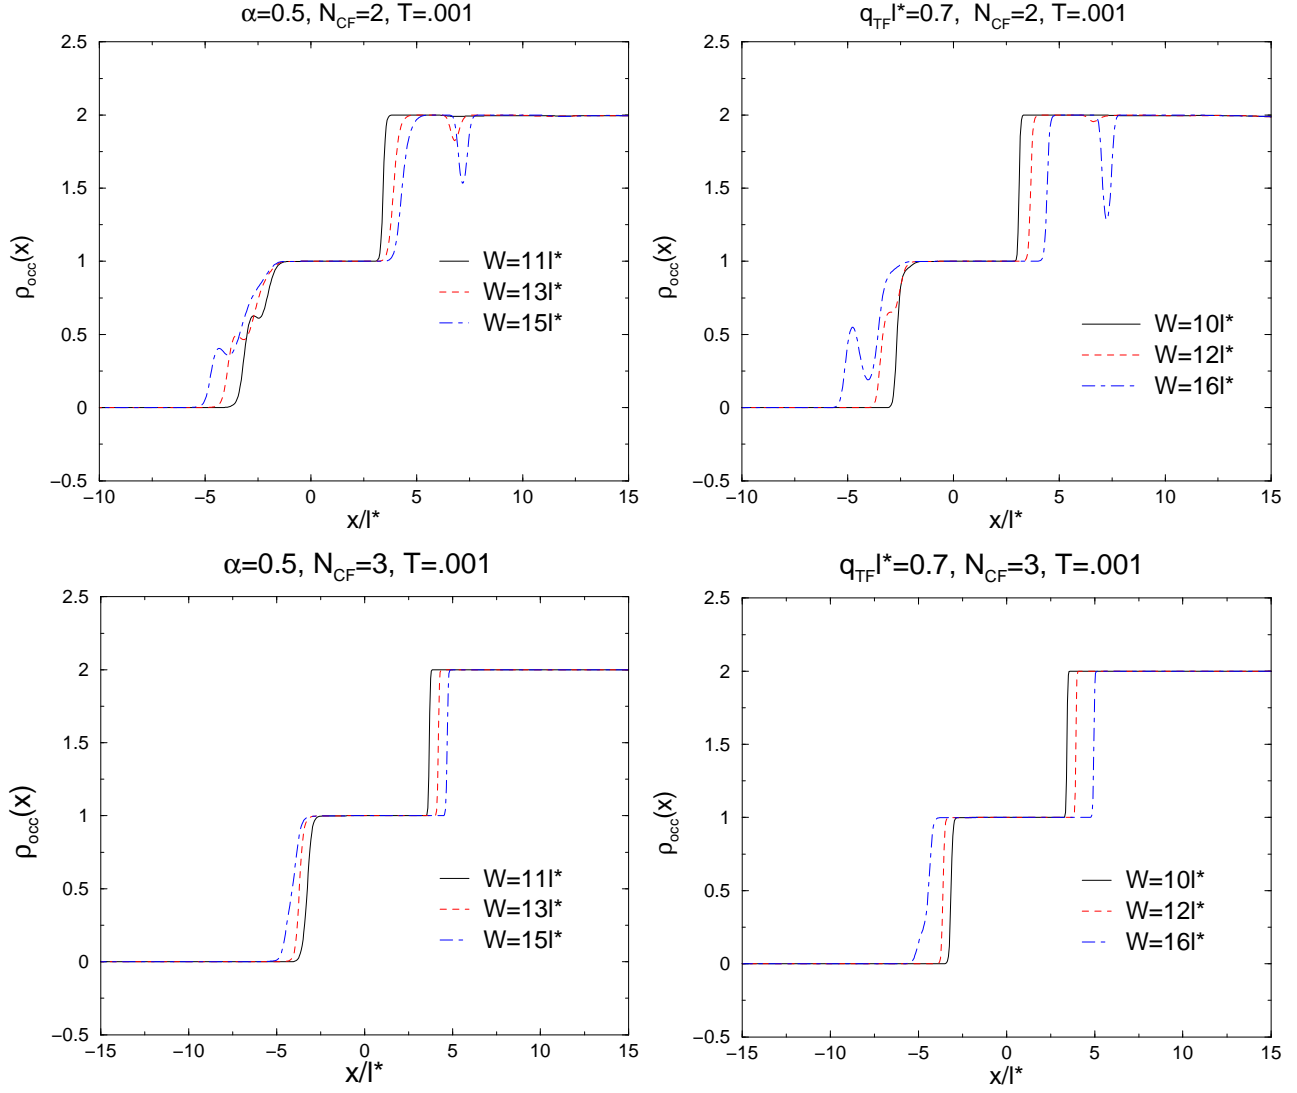 α=0.5, N_CF=2, T=.001
2.5
2
1.5
1
0.5
0
−0.5
ρ_occ(x)
W=11l*
W=13l*
W=15l*
−10 −5 0 5 10 15
x/l*
q_TF l*=0.7, N_CF=2, T=.001
2.5
2
1.5
1
0.5
0
−0.5
ρ_occ(x)
W=10l*
W=12l*
W=16l*
−10 −5 0 5 10 15
x/l*
α=0.5, N_CF=3, T=.001
2.5
2
1.5
1
0.5
0
−0.5
ρ_occ(x)
W=11l*
W=13l*
W=15l*
−15 −10 −5 0 5 10 15
x/l*
q_TF l*=0.7, N_CF=3, T=.001
2.5
2
1.5
1
0.5
0
−0.5
ρ_occ(x)
W=10l*
W=12l*
W=16l*
−15 −10 −5 0 5 10 15
x/l*